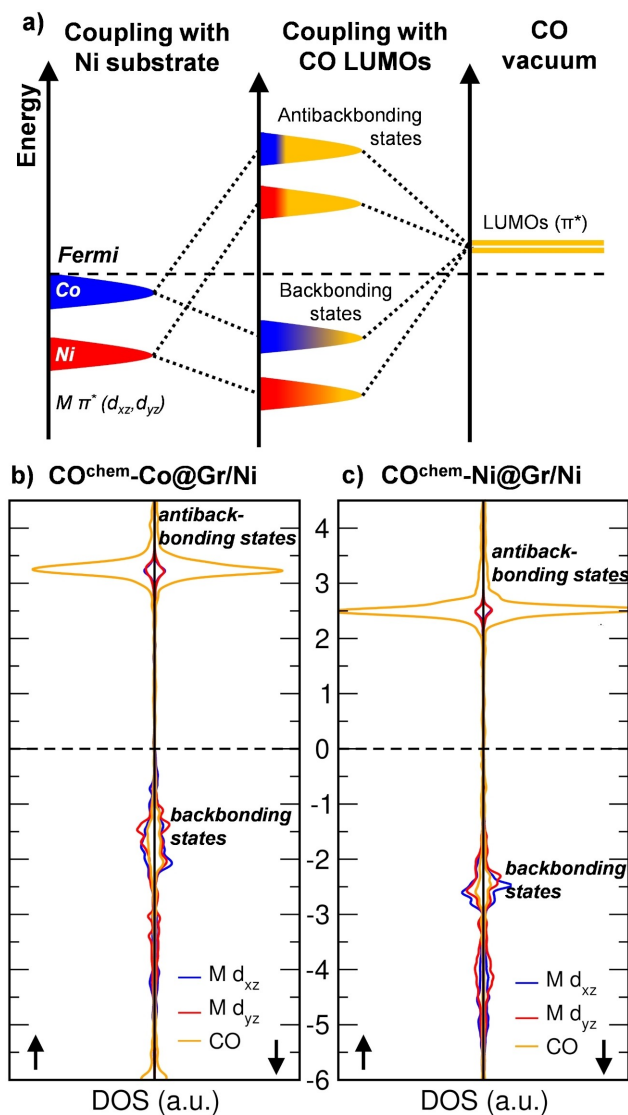 a)
Coupling with
Ni substrate
Coupling with
CO LUMOs
CO
vacuum
Energy
Antibackbonding
states
LUMOs (π*)
Fermi
Co
Backbonding
states
Ni
M π* (dxz,dyz)
b) COchem-Co@Gr/Ni
c) COchem-Ni@Gr/Ni
antiback-
bonding states
antiback-
bonding states
4
3
2
1
0
-1
-2
-3
-4
-5
-6
backbonding
states
backbonding
states
M dxz
M dyz
CO
M dxz
M dyz
CO
DOS (a.u.)
DOS (a.u.)